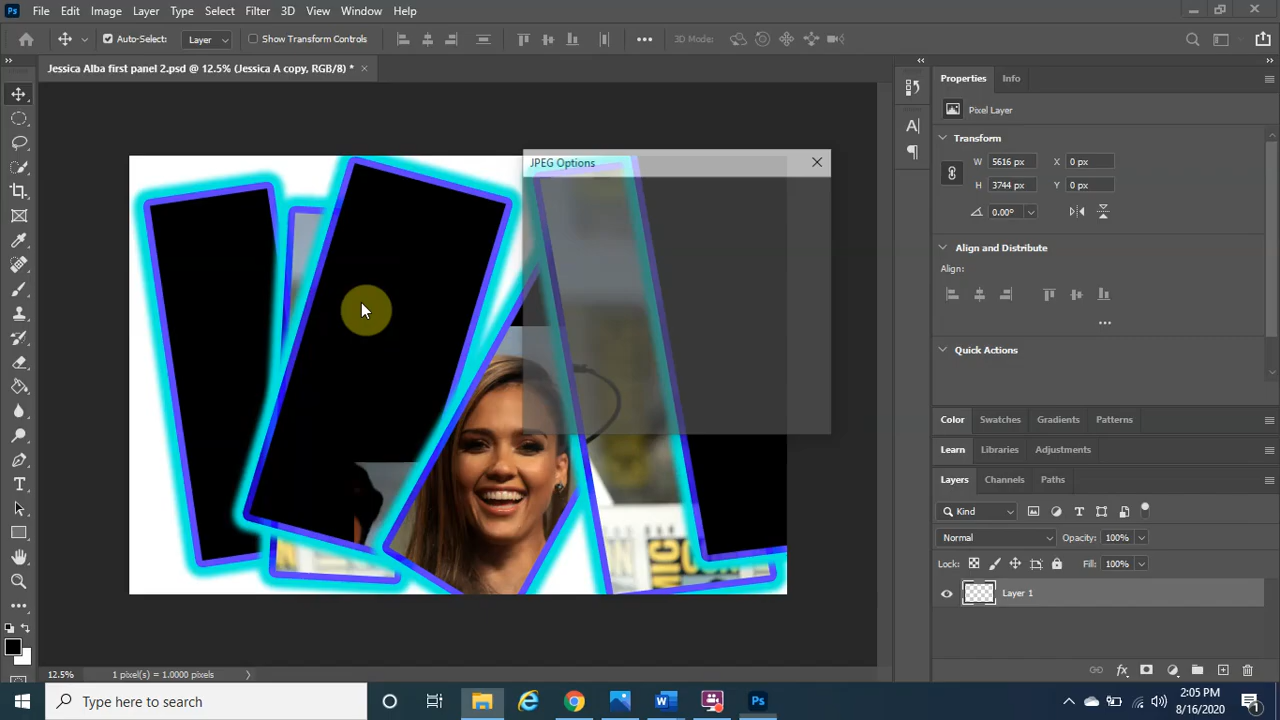 Ps File Edit Image Layer Type Select Filter 3D View Window Help
Auto-Select: Layer Show Transform Controls 3D Mode:
Jessica Alba first panel 2.psd @ 12.5% (Jessica A copy, RGB/8) *
JPEG Options
Properties Info
Pixel Layer
Transform
W 5616 px X 0 px
H 3744 px Y 0 px
0.00°
Align and Distribute
Align:
Quick Actions
Color Swatches Gradients Patterns
Learn Libraries Adjustments
Layers Channels Paths
Kind
Normal Opacity: 100%
Lock: Fill: 100%
Layer 1
12.5% 1 pixel(s) = 1.0000 pixels
Type here to search
2:05 PM
8/16/2020